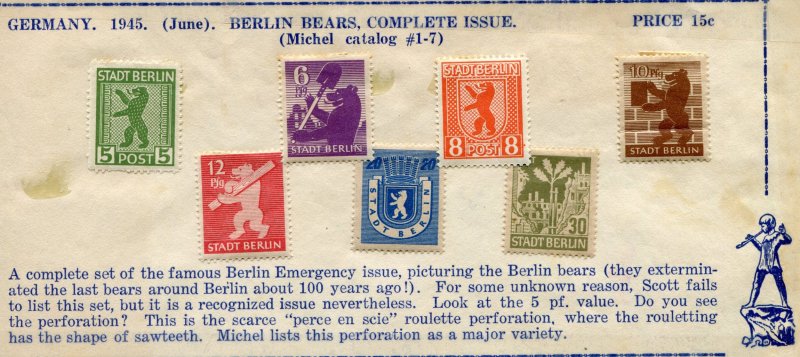 GERMANY. 1945. (June). BERLIN BEARS, COMPLETE ISSUE. PRICE 15c
(Michel catalog #1-7)
STADT BERLIN
5 POST 5
6 Pfg
STADT BERLIN
STADT BERLIN
8 POST 8
10 Pfg
STADT BERLIN
12
Pfg
STADT BERLIN
20 20
STADT BERLIN
30
STADT BERLIN
A complete set of the famous Berlin Emergency issue, picturing the Berlin bears (they extermin-
ated the last bears around Berlin about 100 years ago!). For some unknown reason, Scott fails
to list this set, but it is a recognized issue nevertheless. Look at the 5 pf. value. Do you see
the perforation? This is the scarce "perce en scie" roulette perforation, where the rouletting
has the shape of sawteeth. Michel lists this perforation as a major variety.